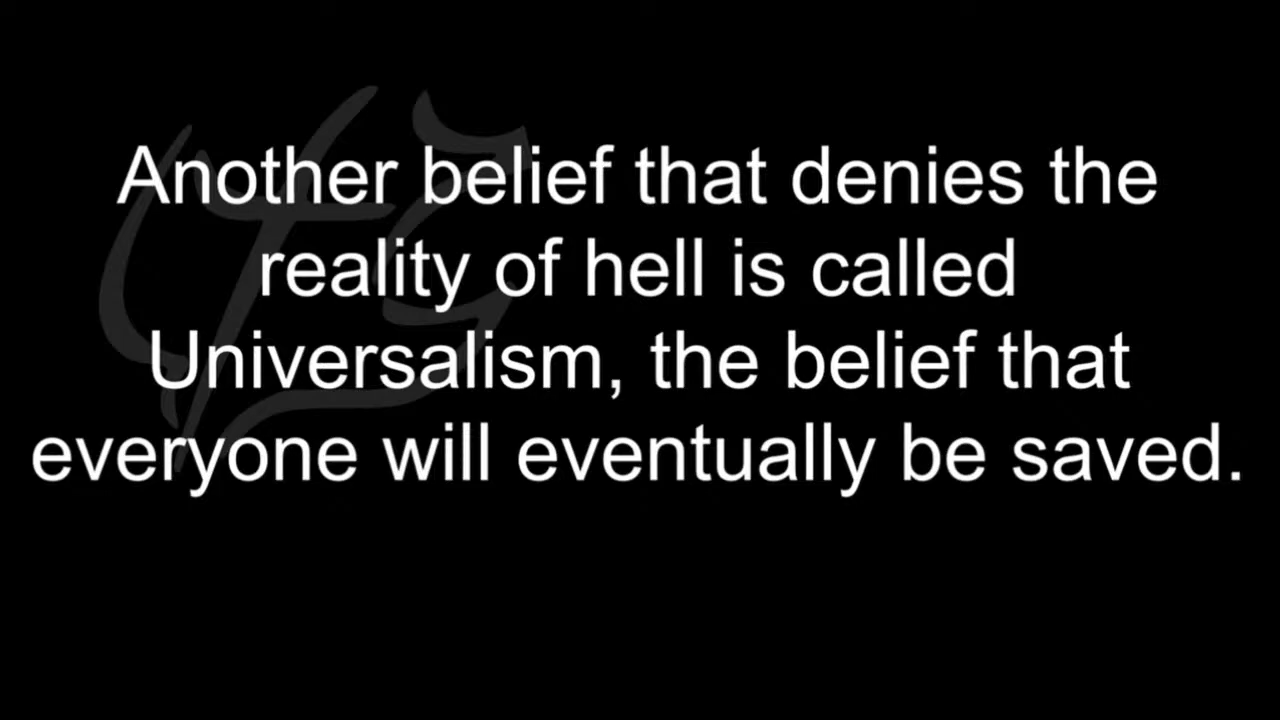 Another belief that denies the
reality of hell is called
Universalism, the belief that
everyone will eventually be saved.